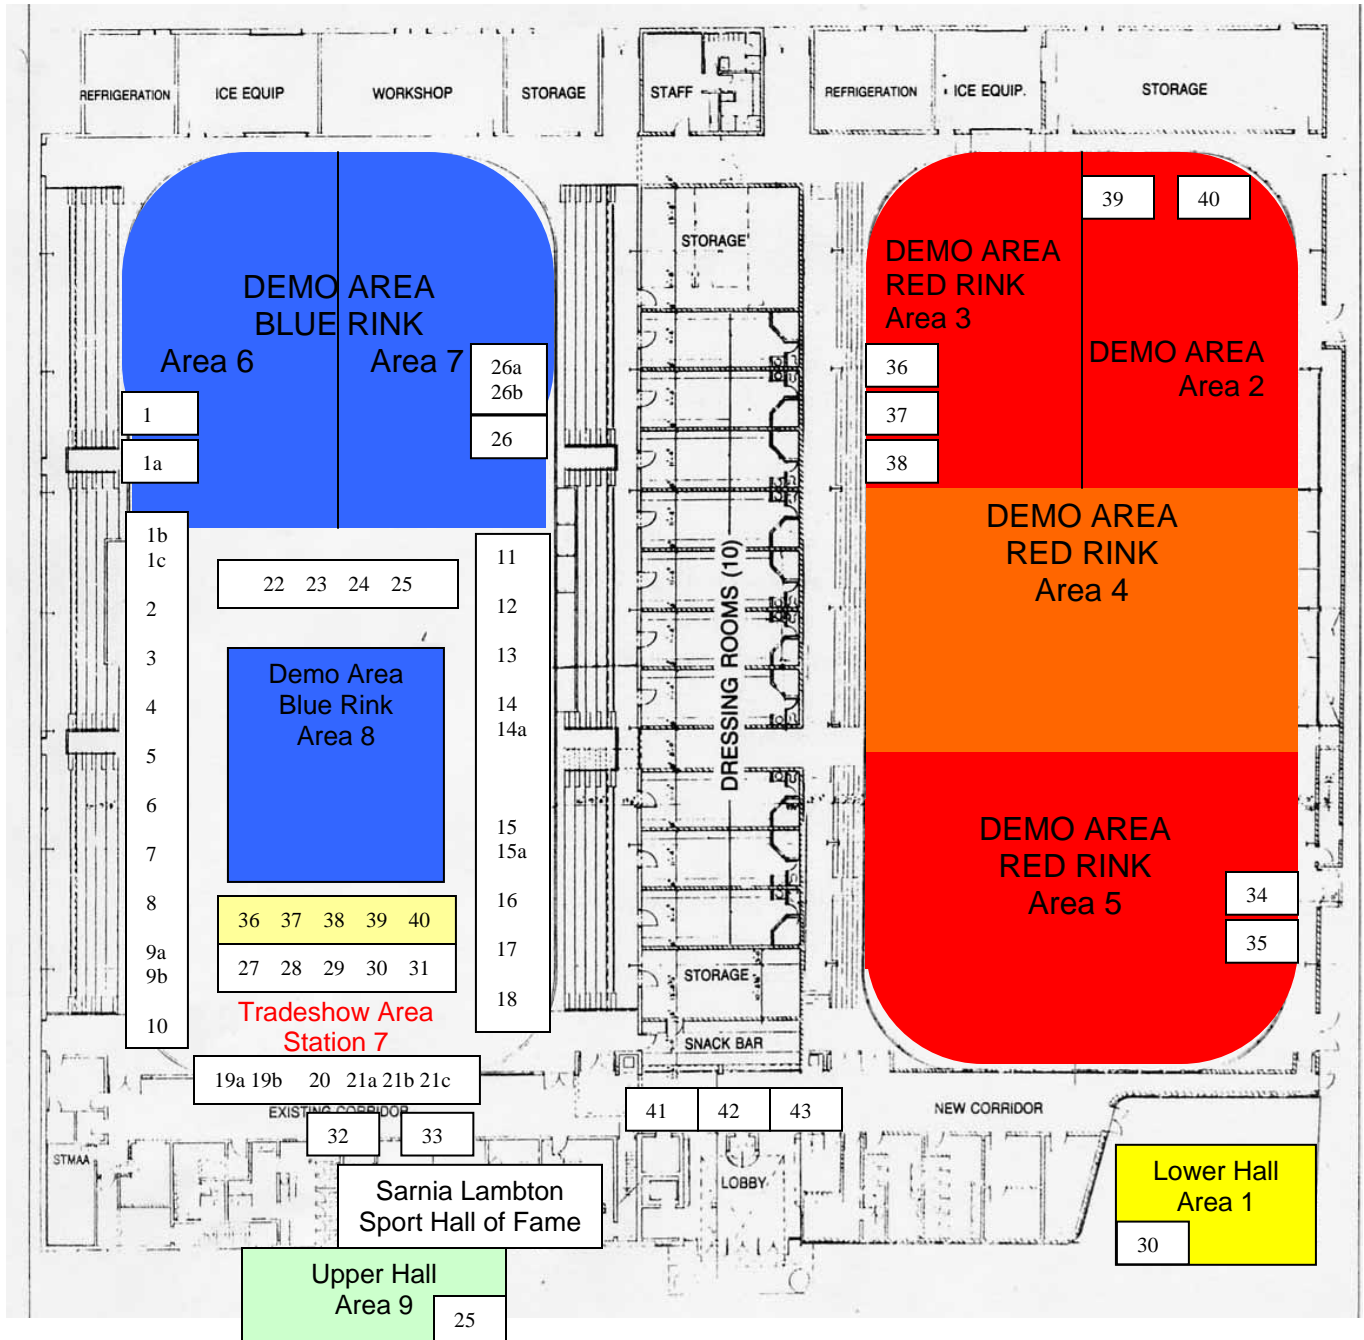 REFRIGERATION
ICE EQUIP
WORKSHOP
STORAGE
STAFF
REFRIGERATION
ICE EQUIP.
STORAGE
39
40
STORAGE
DEMO AREA
BLUE RINK
Area 6
Area 7
DEMO AREA
RED RINK
Area 3
DEMO AREA
Area 2
26a
26b
26
1
1a
36
37
38
1b
1c
2
3
4
5
6
7
8
9a
9b
10
22 23 24 25
11
12
13
14
14a
15
15a
16
17
18
Demo Area
Blue Rink
Area 8
DRESSING ROOMS (10)
DEMO AREA
RED RINK
Area 4
DEMO AREA
RED RINK
Area 5
34
35
36 37 38 39 40
27 28 29 30 31
Tradeshow Area
Station 7
STORAGE
SNACK BAR
19a 19b 20 21a 21b 21c
EXISTING CORRIDOR
32
33
41
42
43
NEW CORRIDOR
STMAA
LOBBY
Sarnia Lambton
Sport Hall of Fame
Lower Hall
Area 1
30
Upper Hall
Area 9
25